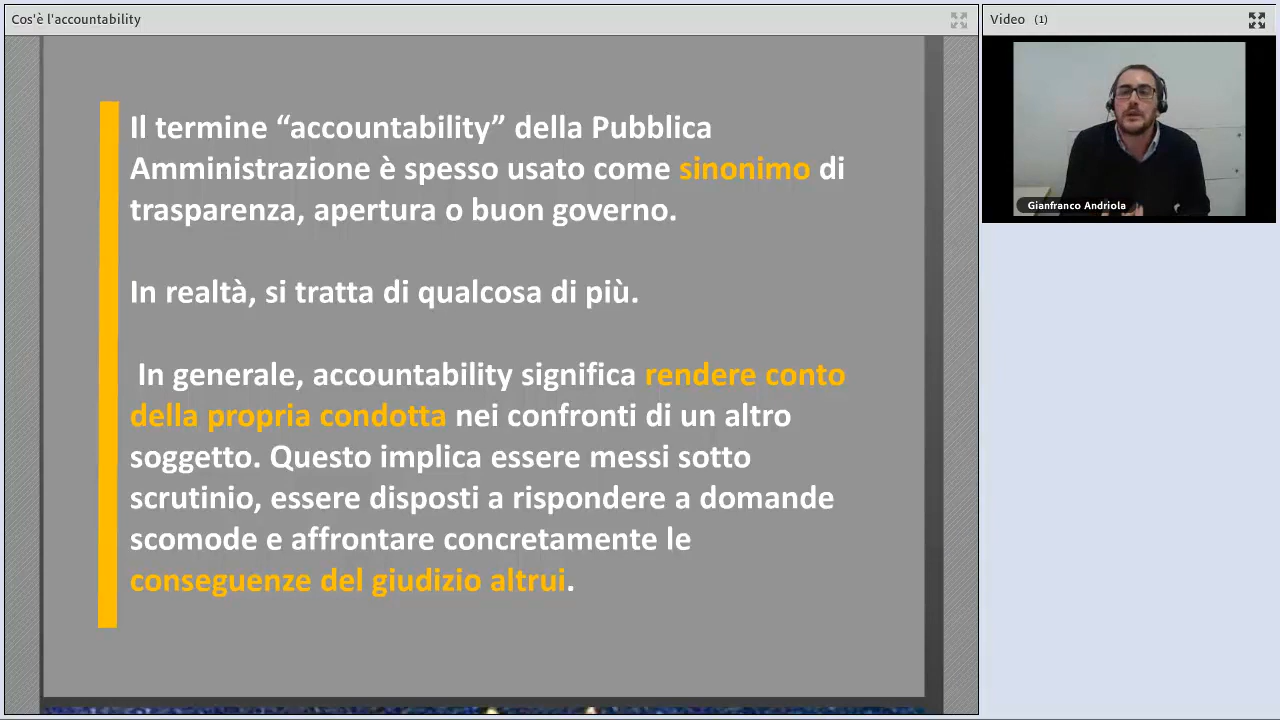 Cos'è l'accountability
Video (1)
Gianfranco Andriola
Il termine “accountability” della Pubblica
Amministrazione è spesso usato come sinonimo di
trasparenza, apertura o buon governo.
In realtà, si tratta di qualcosa di più.
In generale, accountability significa rendere conto
della propria condotta nei confronti di un altro
soggetto. Questo implica essere messi sotto
scrutinio, essere disposti a rispondere a domande
scomode e affrontare concretamente le
conseguenze del giudizio altrui.